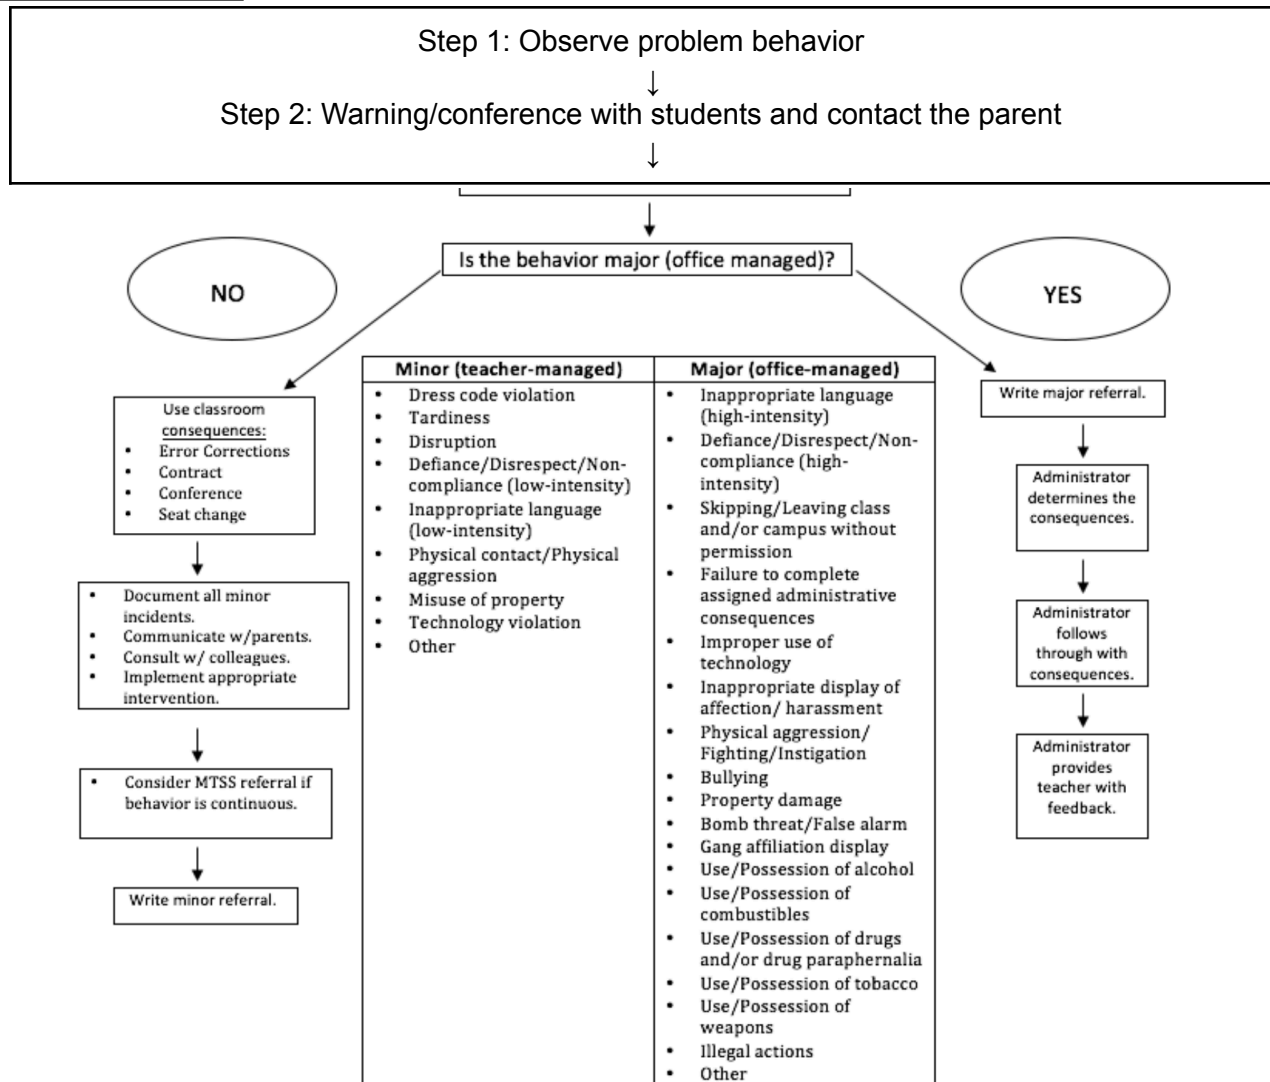 Step 1: Observe problem behavior
↓
Step 2: Warning/conference with students and contact the parent
↓
Is the behavior major (office managed)?
NO
YES
Use classroom
consequences:
• Error Corrections
• Contract
• Conference
• Seat change
• Document all minor
incidents.
• Communicate w/parents.
• Consult w/ colleagues.
• Implement appropriate
intervention.
• Consider MTSS referral if
behavior is continuous.
Write minor referral.
Minor (teacher-managed)
• Dress code violation
• Tardiness
• Disruption
• Defiance/Disrespect/Non-
compliance (low-intensity)
• Inappropriate language
(low-intensity)
• Physical contact/Physical
aggression
• Misuse of property
• Technology violation
• Other
Major (office-managed)
• Inappropriate language
(high-intensity)
• Defiance/Disrespect/Non-
compliance (high-
intensity)
• Skipping/Leaving class
and/or campus without
permission
• Failure to complete
assigned administrative
consequences
• Improper use of
technology
• Inappropriate display of
affection/ harassment
• Physical aggression/
Fighting/Instigation
• Bullying
• Property damage
• Bomb threat/False alarm
• Gang affiliation display
• Use/Possession of alcohol
• Use/Possession of
combustibles
• Use/Possession of drugs
and/or drug paraphernalia
• Use/Possession of tobacco
• Use/Possession of
weapons
• Illegal actions
• Other
Write major referral.
Administrator
determines the
consequences.
Administrator
follows
through with
consequences.
Administrator
provides
teacher with
feedback.